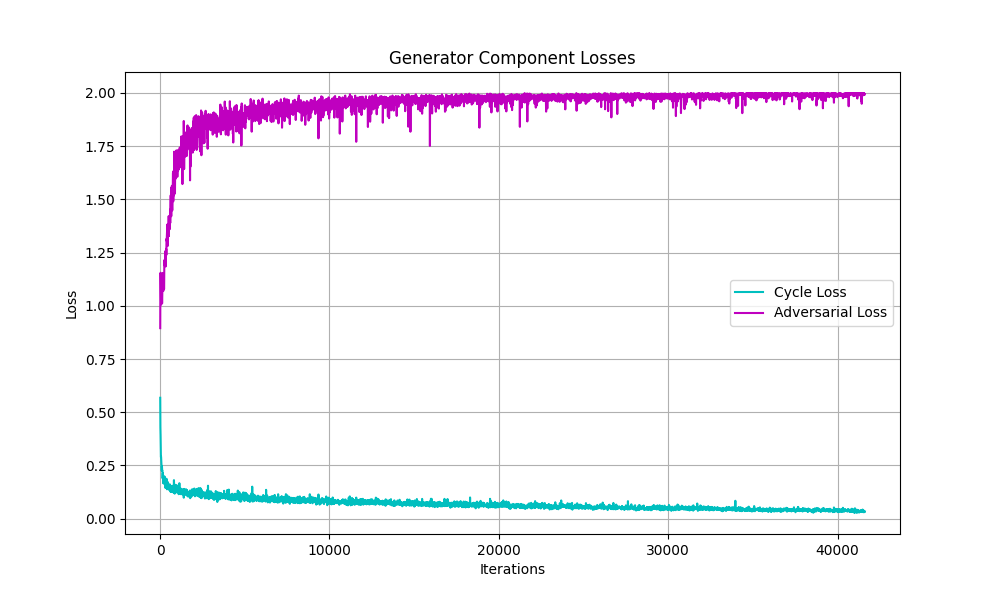 Generator Component Losses
2.00
1.75
1.50
1.25
1.00
0.75
0.50
0.25
0.00
Loss
Cycle Loss
Adversarial Loss
0
10000
20000
30000
40000
Iterations